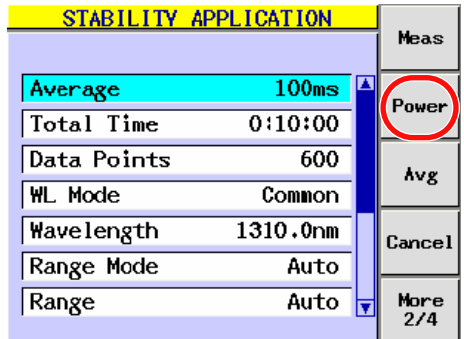 STABILITY APPLICATION
Average 100ms
Total Time 0:10:00
Data Points 600
WL Mode Common
Wavelength 1310.0nm
Range Mode Auto
Range Auto
Meas
Power
Avg
Cancel
More
2/4